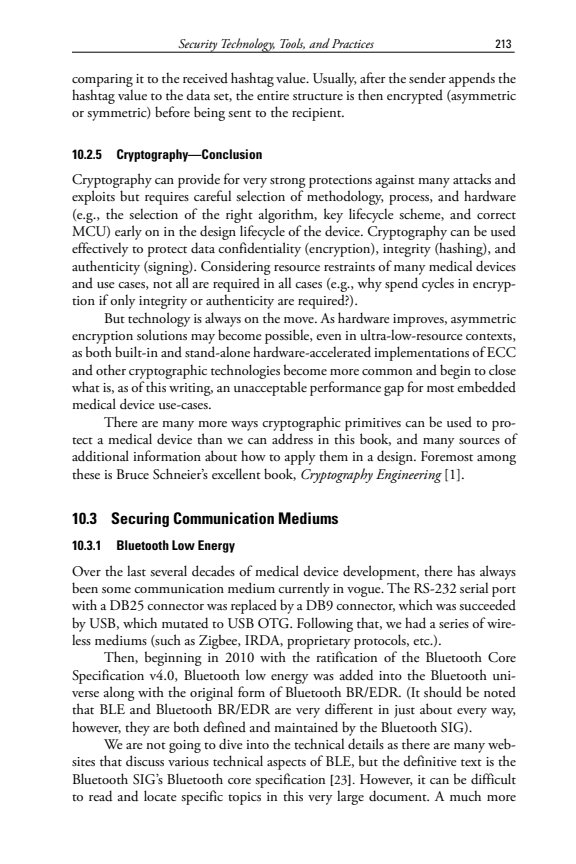 Security Technology, Tools, and Practices 213
comparing it to the received hashtag value. Usually, after the sender appends the
hashtag value to the data set, the entire structure is then encrypted (asymmetric
or symmetric) before being sent to the recipient.
10.2.5 Cryptography—Conclusion
Cryptography can provide for very strong protections against many attacks and
exploits but requires careful selection of methodology, process, and hardware
(e.g., the selection of the right algorithm, key lifecycle scheme, and correct
MCU) early on in the design lifecycle of the device. Cryptography can be used
effectively to protect data confidentiality (encryption), integrity (hashing), and
authenticity (signing). Considering resource restraints of many medical devices
and use cases, not all are required in all cases (e.g., why spend cycles in encryp-
tion if only integrity or authenticity are required?).
But technology is always on the move. As hardware improves, asymmetric
encryption solutions may become possible, even in ultra-low-resource contexts,
as both built-in and stand-alone hardware-accelerated implementations of ECC
and other cryptographic technologies become more common and begin to close
what is, as of this writing, an unacceptable performance gap for most embedded
medical device use-cases.
There are many more ways cryptographic primitives can be used to pro-
tect a medical device than we can address in this book, and many sources of
additional information about how to apply them in a design. Foremost among
these is Bruce Schneier's excellent book, Cryptography Engineering [1].
10.3 Securing Communication Mediums
10.3.1 Bluetooth Low Energy
Over the last several decades of medical device development, there has always
been some communication medium currently in vogue. The RS-232 serial port
with a DB25 connector was replaced by a DB9 connector, which was succeeded
by USB, which mutated to USB OTG. Following that, we had a series of wire-
less mediums (such as Zigbee, IRDA, proprietary protocols, etc.).
Then, beginning in 2010 with the ratification of the Bluetooth Core
Specification v4.0, Bluetooth low energy was added into the Bluetooth uni-
verse along with the original form of Bluetooth BR/EDR. (It should be noted
that BLE and Bluetooth BR/EDR are very different in just about every way,
however, they are both defined and maintained by the Bluetooth SIG).
We are not going to dive into the technical details as there are many web-
sites that discuss various technical aspects of BLE, but the definitive text is the
Bluetooth SIG's Bluetooth core specification [23]. However, it can be difficult
to read and locate specific topics in this very large document. A much more